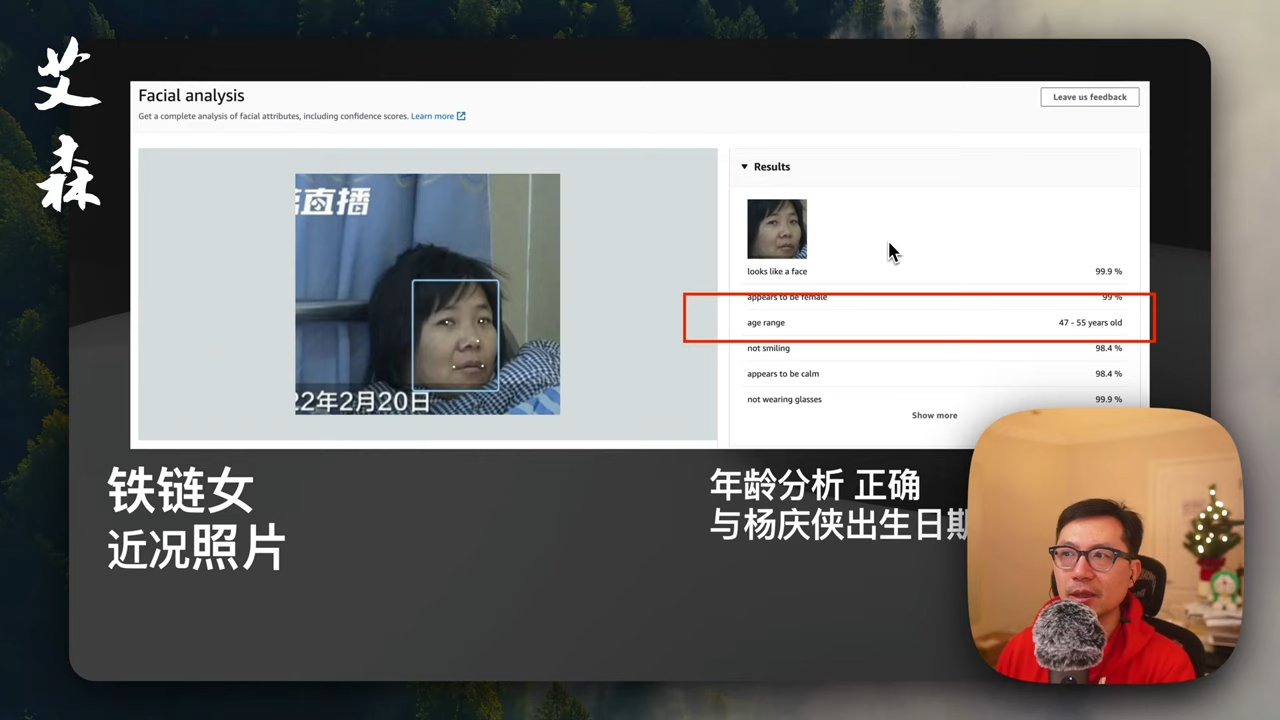 艾森
Facial analysis
Leave us feedback
Get a complete analysis of facial attributes, including confidence scores. Learn more
直播
22年2月20日
Results
looks like a face 99.9 %
appears to be female 99 %
age range 47 - 55 years old
not smiling 98.4 %
appears to be calm 98.4 %
not wearing glasses 99.9 %
Show more
铁链女
近况照片
年龄分析 正确
与杨庆侠出生日期